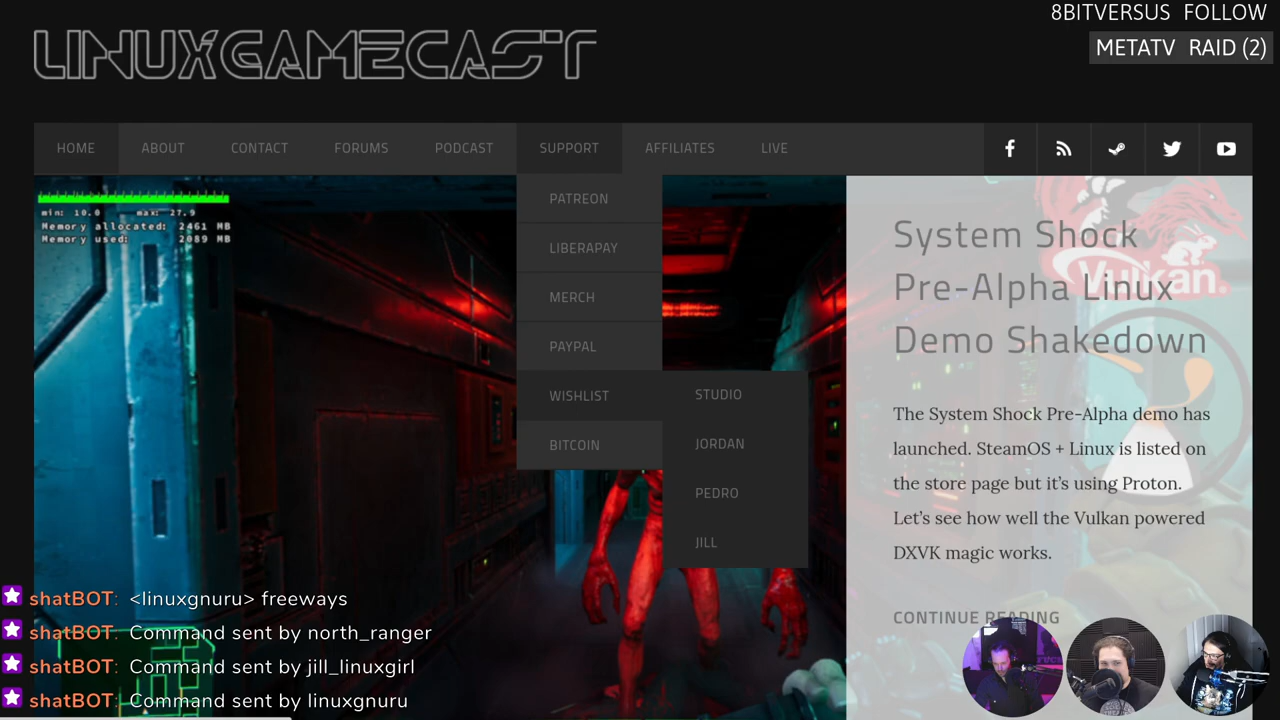 8BITVERSUS FOLLOW
METATV RAID (2)
LINUXGAMECAST
HOME ABOUT CONTACT FORUMS PODCAST SUPPORT AFFILIATES LIVE
min: 10.0 max: 27.9
Memory allocated: 2461 MB
Memory used: 2089 MB
PATREON
LIBERAPAY
MERCH
PAYPAL
WISHLIST
BITCOIN
STUDIO
JORDAN
PEDRO
JILL
Vulkan.
System Shock
Pre-Alpha Linux
Demo Shakedown
The System Shock Pre-Alpha demo has
launched. SteamOS + Linux is listed on
the store page but it’s using Proton.
Let’s see how well the Vulkan powered
DXVK magic works.
CONTINUE READING
shatBOT: <linuxgnuru> freeways
shatBOT: Command sent by north_ranger
shatBOT: Command sent by jill_linuxgirl
shatBOT: Command sent by linuxgnuru